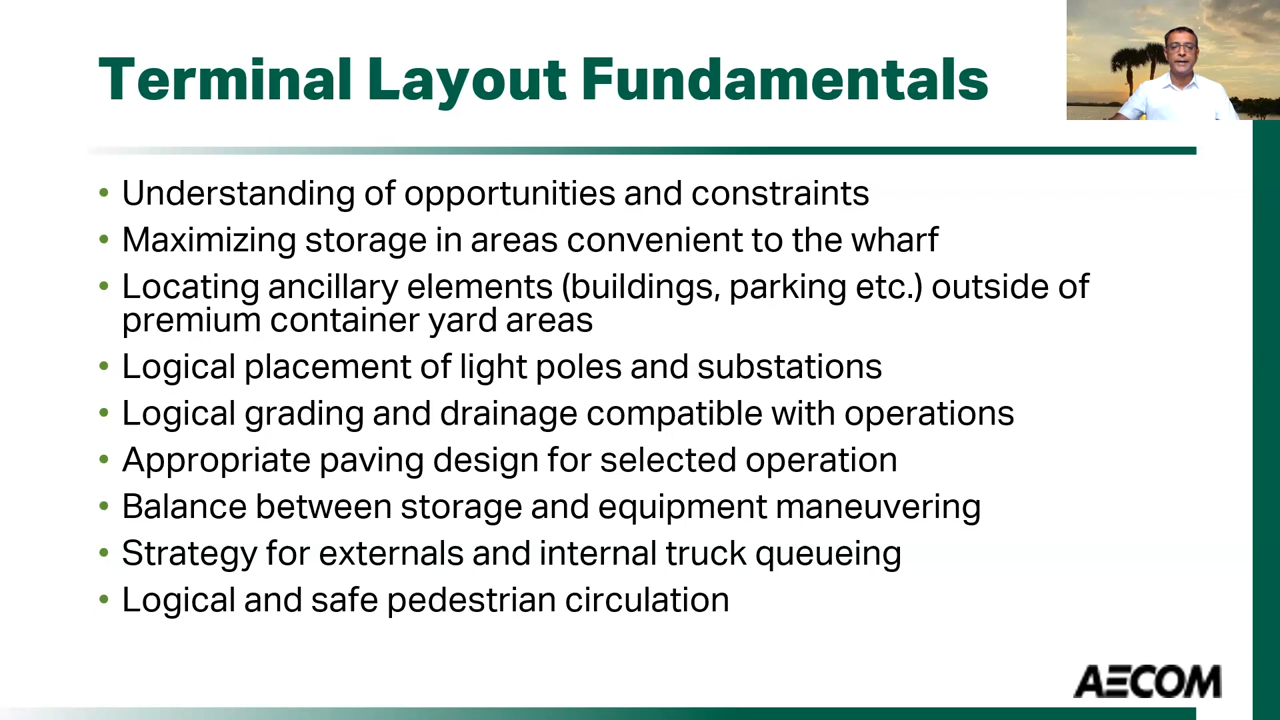 Terminal Layout Fundamentals
• Understanding of opportunities and constraints
• Maximizing storage in areas convenient to the wharf
• Locating ancillary elements (buildings, parking etc.) outside of
premium container yard areas
• Logical placement of light poles and substations
• Logical grading and drainage compatible with operations
• Appropriate paving design for selected operation
• Balance between storage and equipment maneuvering
• Strategy for externals and internal truck queueing
• Logical and safe pedestrian circulation
AECOM